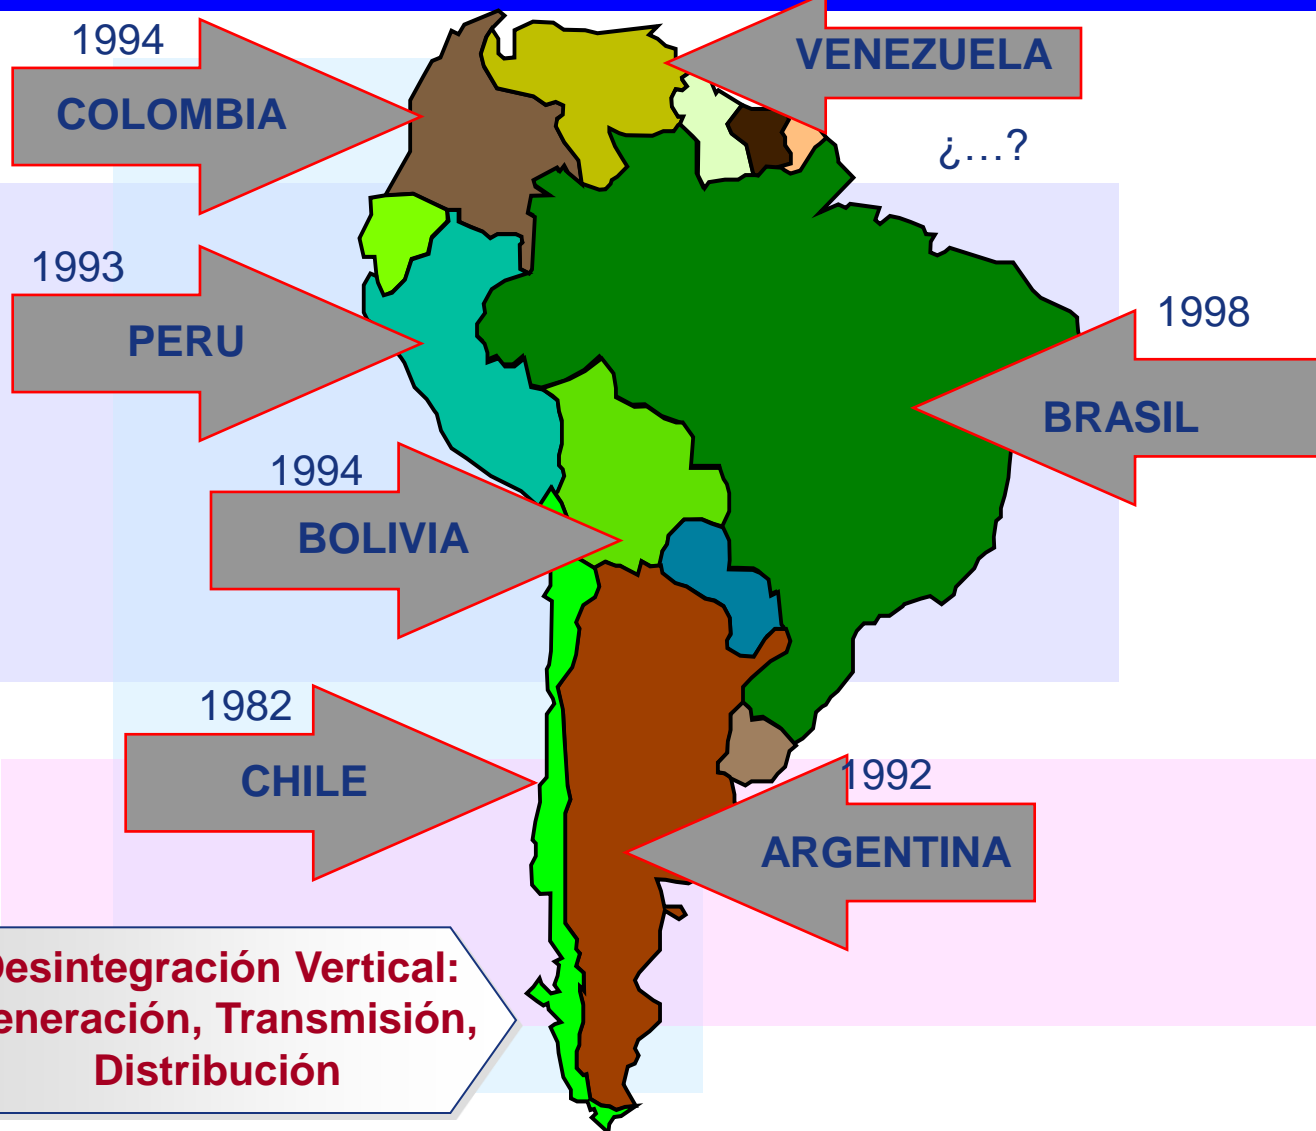 1994
COLOMBIA
VENEZUELA
¿…?
1993
PERU
1998
BRASIL
1994
BOLIVIA
1982
CHILE
1992
ARGENTINA
esintegración Vertical:
eneración, Transmisión,
Distribución